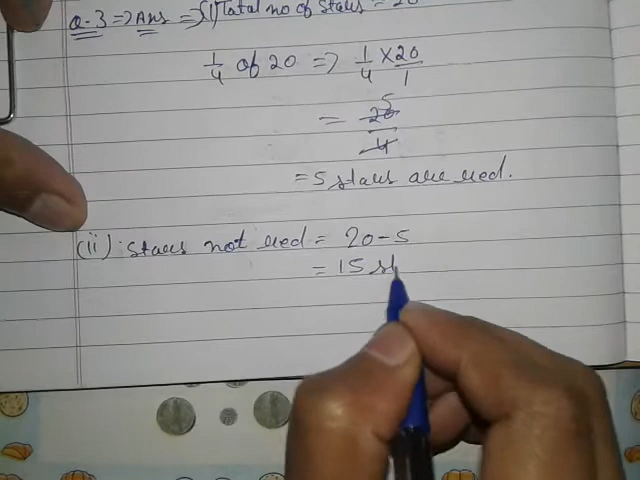 Q-3 => Ans => (i) Total no of stars = 20
1/4 of 20 => 1/4 × 20/1
= 20/4 5
= 5 stars are red.
(ii) : stars not red = 20-5
= 15 st